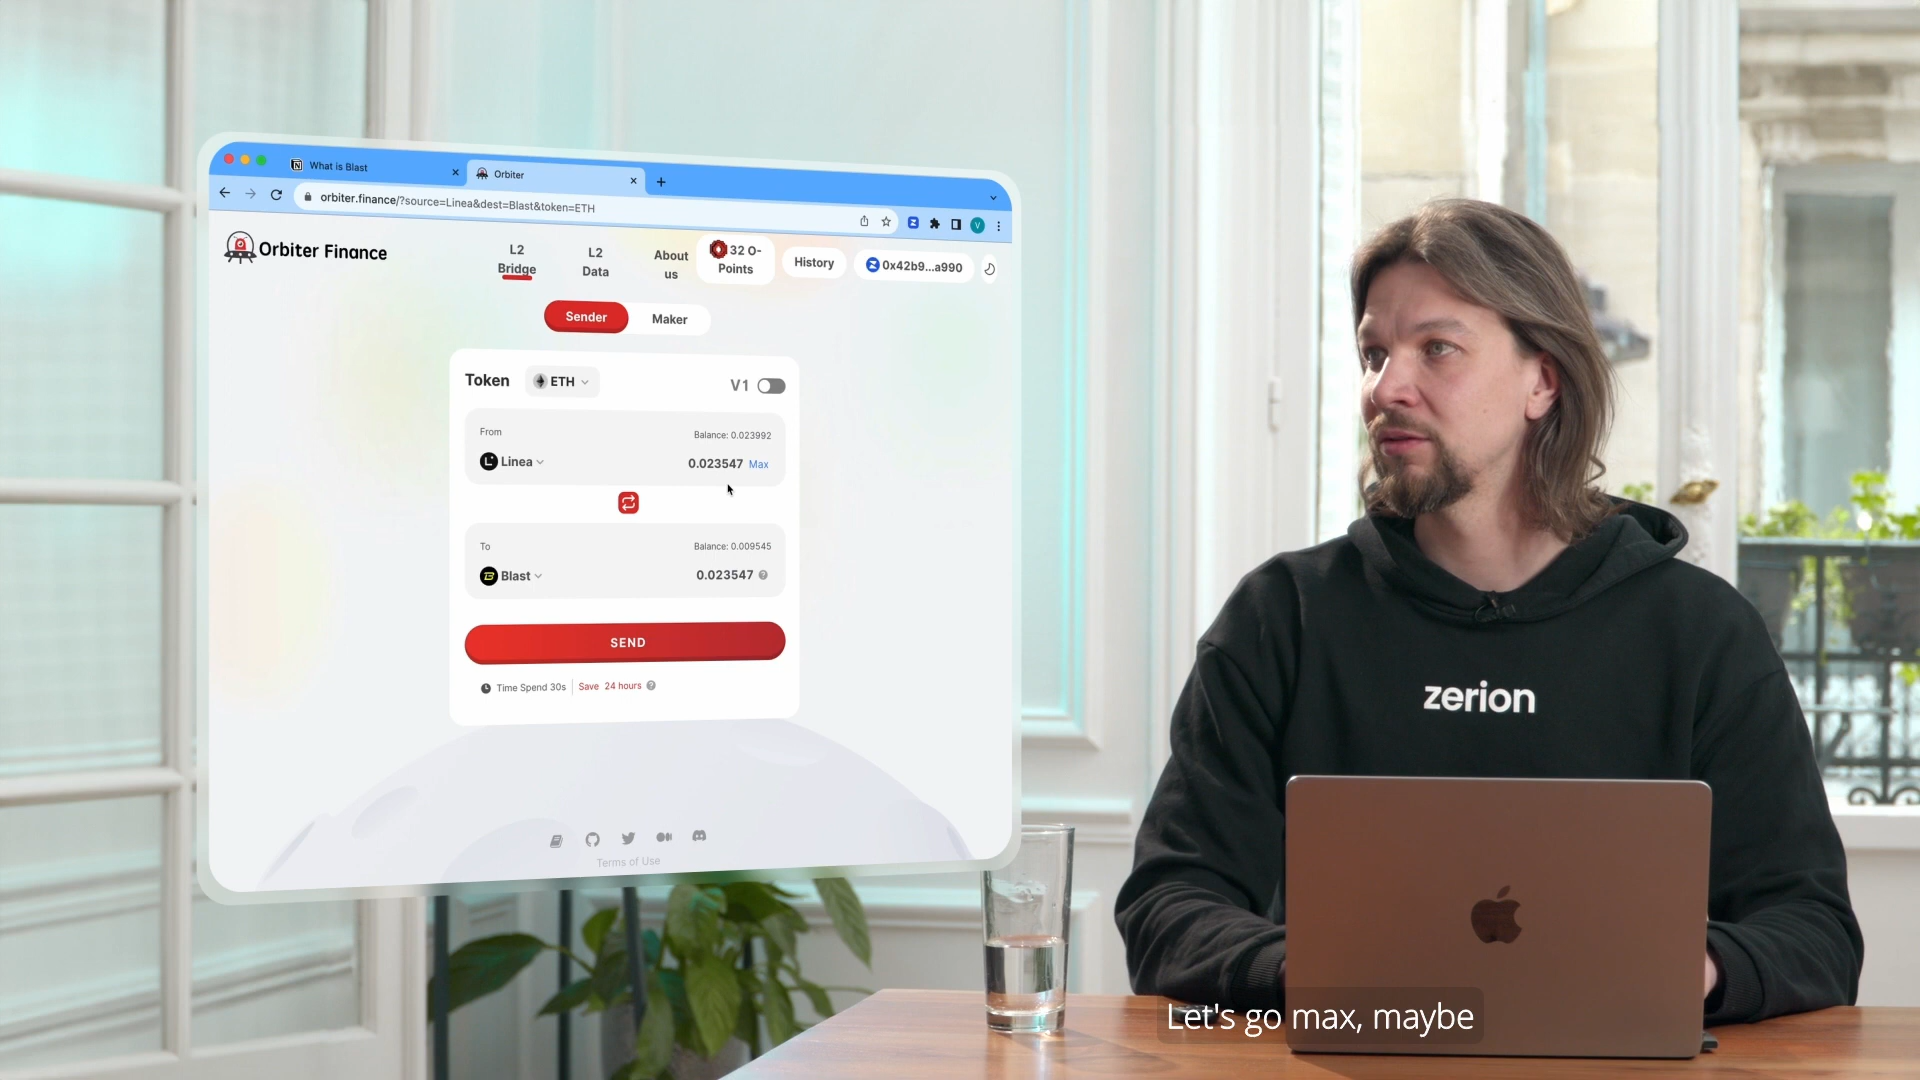 What is Blast
Orbiter
orbiter.finance/?source=Linea&dest=Blast&token=ETH
V
Orbiter Finance
L2 Bridge
L2 Data
About us
32 O-Points
History
0x42b9...a990
Sender
Maker
Token
ETH
V1
From
Balance: 0.023992
Linea
0.023547 Max
To
Balance: 0.009545
Blast
0.023547
SEND
Time Spend 30s
Save 24 hours
Terms of Use
zerion
Let's go max, maybe